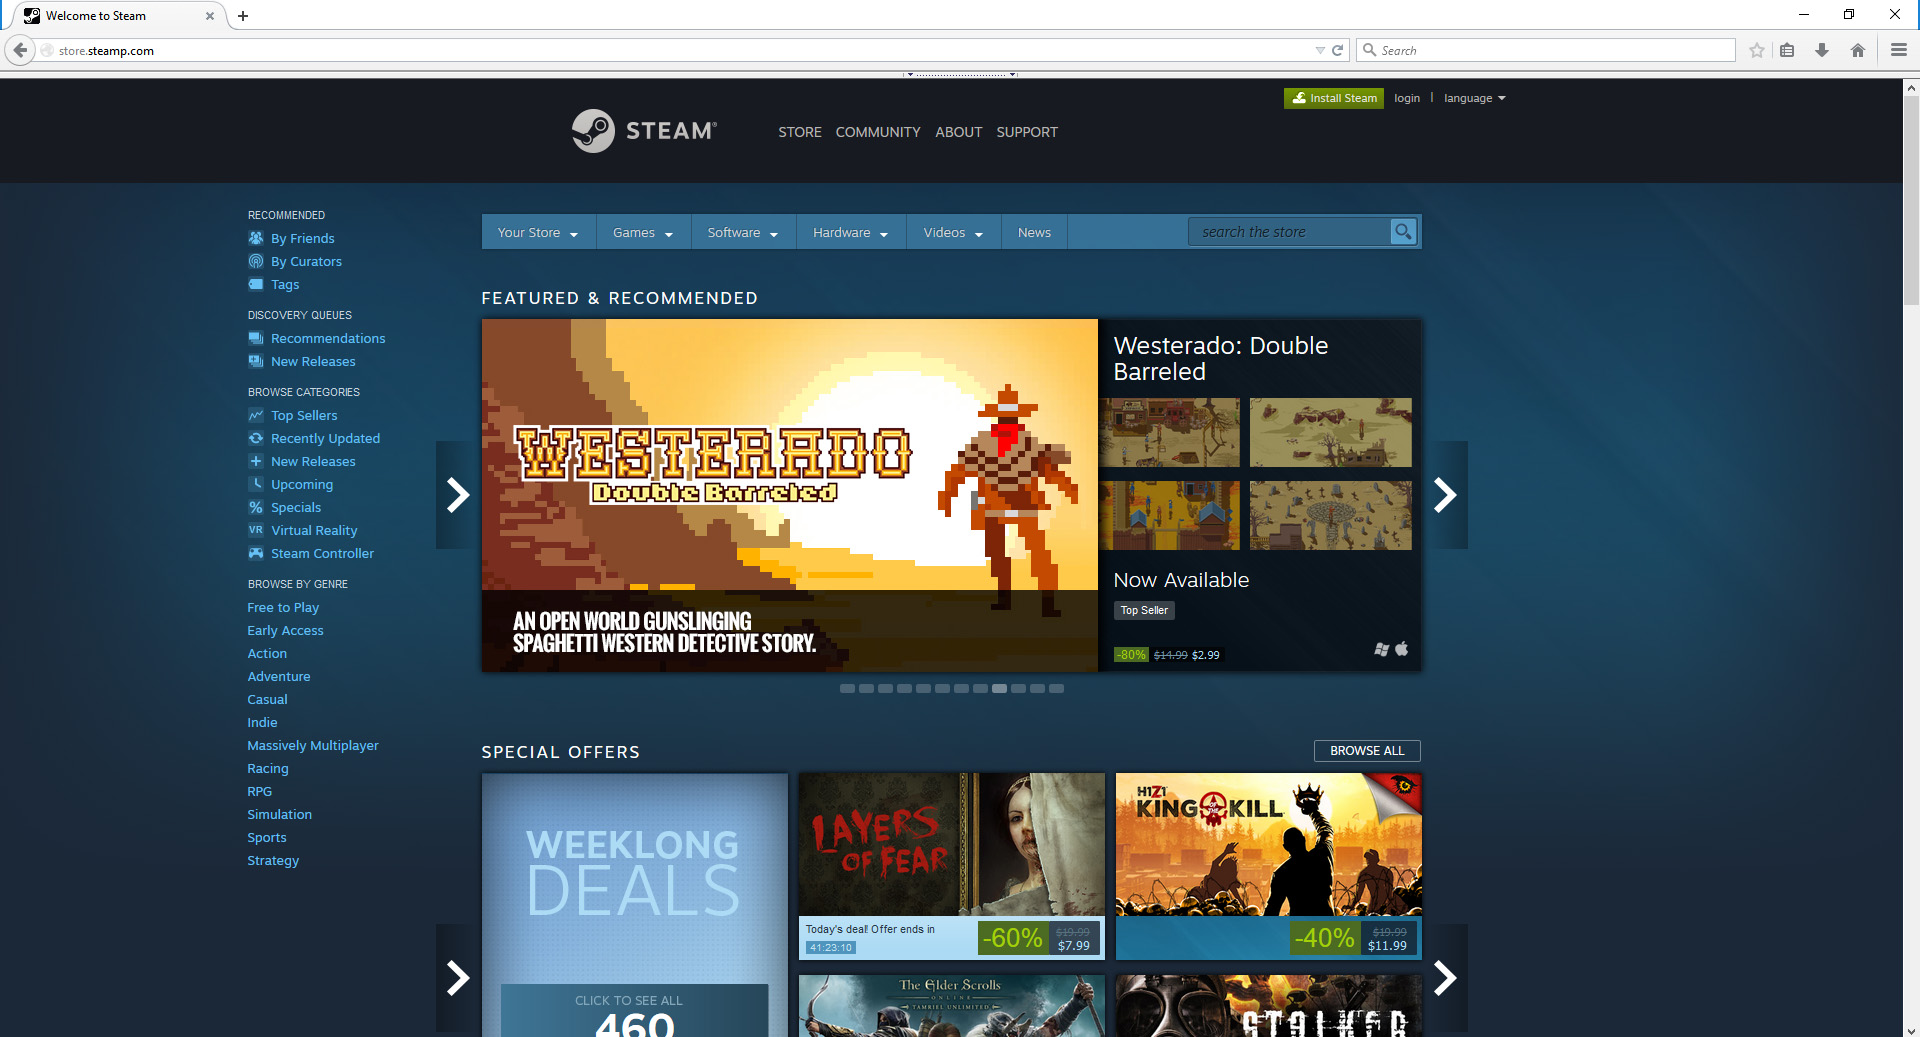 Welcome to Steam
store.steamp.com
Search
Install Steam
login
language
STEAM®
STORE COMMUNITY ABOUT SUPPORT
RECOMMENDED
By Friends
By Curators
Tags
DISCOVERY QUEUES
Recommendations
New Releases
BROWSE CATEGORIES
Top Sellers
Recently Updated
New Releases
Upcoming
Specials
VR Virtual Reality
Steam Controller
BROWSE BY GENRE
Free to Play
Early Access
Action
Adventure
Casual
Indie
Massively Multiplayer
Racing
RPG
Simulation
Sports
Strategy
Your Store Games Software Hardware Videos News
search the store
FEATURED & RECOMMENDED
WESTERADO
Double Barreled
AN OPEN WORLD GUNSLINGING
SPAGHETTI WESTERN DETECTIVE STORY.
Westerado: Double
Barreled
Now Available
Top Seller
-80% $14.99 $2.99
SPECIAL OFFERS
BROWSE ALL
WEEKLONG
DEALS
CLICK TO SEE ALL
460
LAYERS
OF FEAR
Today's deal! Offer ends in
41:23:10
-60%
$19.99
$7.99
H1Z1
KING OF THE KILL
-40%
$19.99
$11.99
The Elder Scrolls
ONLINE
TAMRIEL UNLIMITED
S.T.A.L.K.E.R